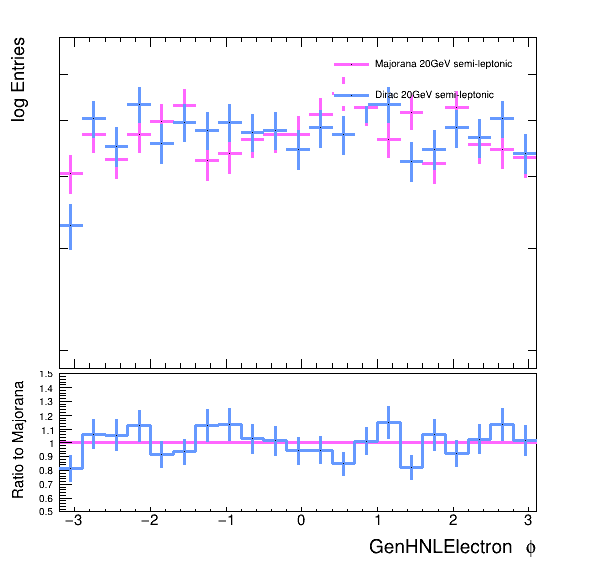 log Entries
Majorana 20GeV semi-leptonic
Dirac 20GeV semi-leptonic
Ratio to Majorana
1.5
1.4
1.3
1.2
1.1
1
0.9
0.8
0.7
0.6
0.5
−3 −2 −1 0 1 2 3
GenHNLElectron ϕ